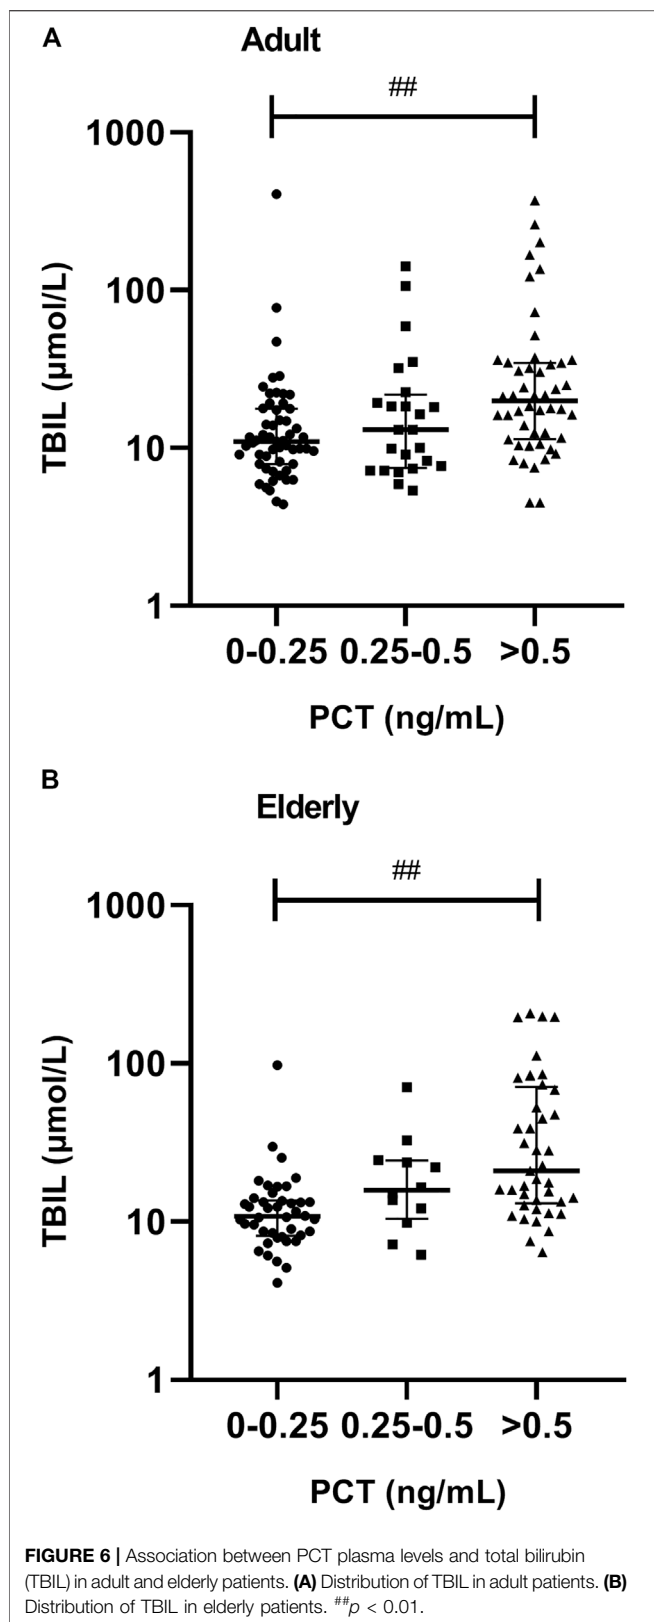 A
Adult
##
1000
100
10
1
TBIL (µmol/L)
0-0.25 0.25-0.5 >0.5
PCT (ng/mL)
B
Elderly
##
1000
100
10
1
TBIL (µmol/L)
0-0.25 0.25-0.5 >0.5
PCT (ng/mL)
FIGURE 6 | Association between PCT plasma levels and total bilirubin
(TBIL) in adult and elderly patients. (A) Distribution of TBIL in adult patients. (B)
Distribution of TBIL in elderly patients. ##p < 0.01.